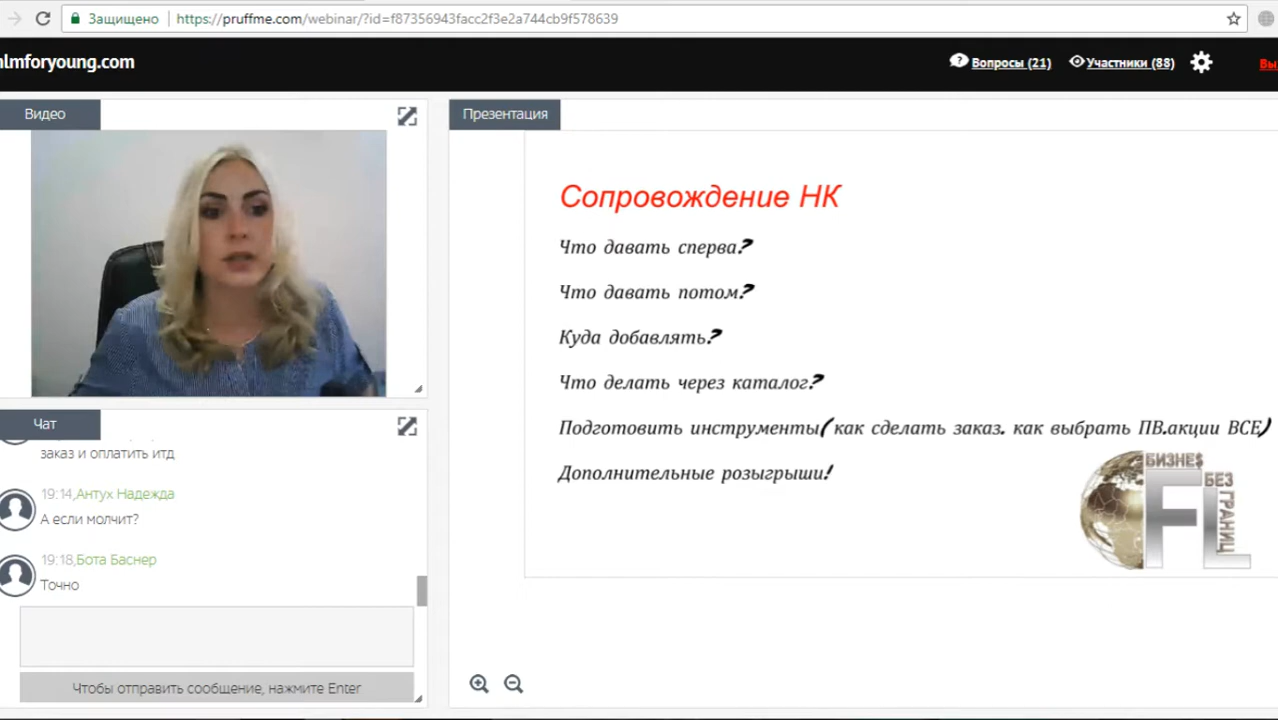 Защищено
https://pruffme.com/webinar/?id=f87356943facc2f3e2a744cb9f578639
mlmforyoung.com
Вопросы (21)
Участники (88)
Вы
Видео
Презентация
Сопровождение НК
Что давать сперва?
Что давать потом?
Куда добавлять?
Что делать через каталог?
Подготовить инструменты( как сделать заказ. как выбрать ПВ.акции ВСЕ)
Дополнительные розыгрыши!
БИЗНЕ$
БЕЗ
ГРАНИЦ
FL
Чат
заказ и оплатить итд
19:14,Антух Надежда
А если молчит?
19:18,Бота Баснер
Точно
Чтобы отправить сообщение, нажмите Enter